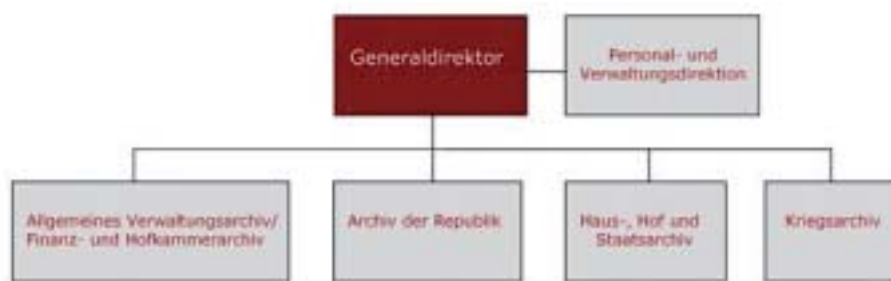 Generaldirektor
Personal- und
Verwaltungsdirektion
Allgemeines Verwaltungsarchiv/
Finanz- und Hofkammerarchiv
Archiv der Republik
Haus-, Hof und
Staatsarchiv
Kriegsarchiv